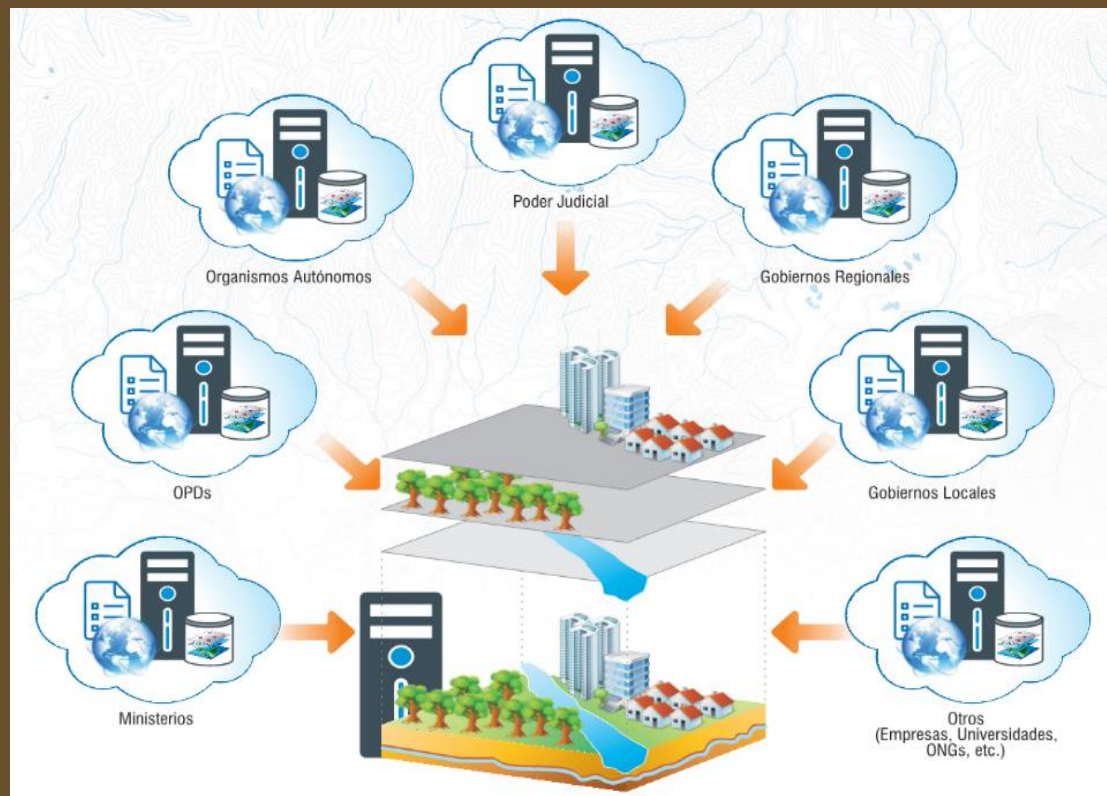 Poder Judicial
Organismos Autónomos
Gobiernos Regionales
OPDs
Gobiernos Locales
Ministerios
Otros
(Empresas, Universidades,
ONGs, etc.)